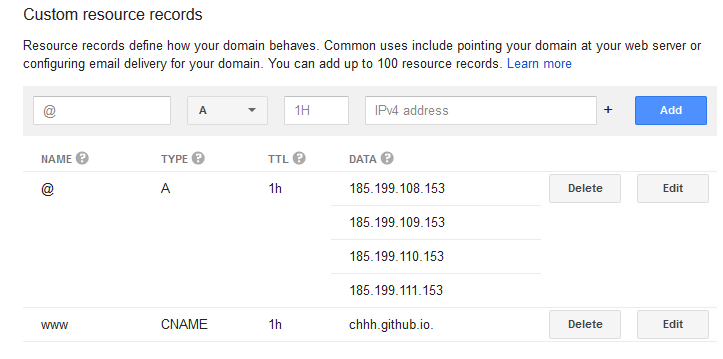 Custom resource records
Resource records define how your domain behaves. Common uses include pointing your domain at your web server or
configuring email delivery for your domain. You can add up to 100 resource records. Learn more
@ A 1H IPv4 address + Add
NAME ? TYPE ? TTL ? DATA ?
@ A 1h 185.199.108.153 Delete Edit
185.199.109.153
185.199.110.153
185.199.111.153
www CNAME 1h chhh.github.io. Delete Edit